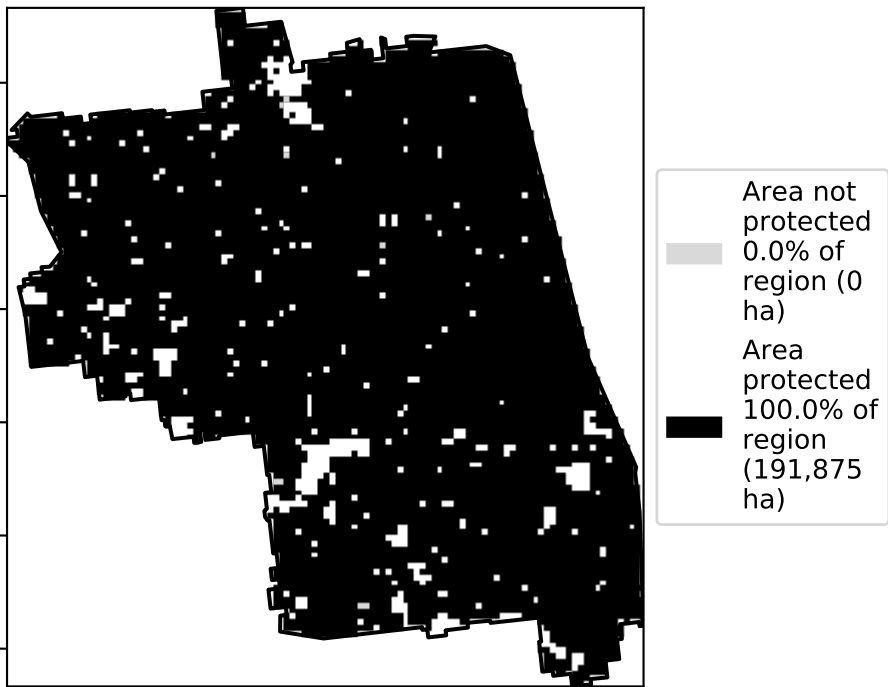 Area not
protected
0.0% of
region (0
ha)
Area
protected
100.0% of
region
(191,875
ha)